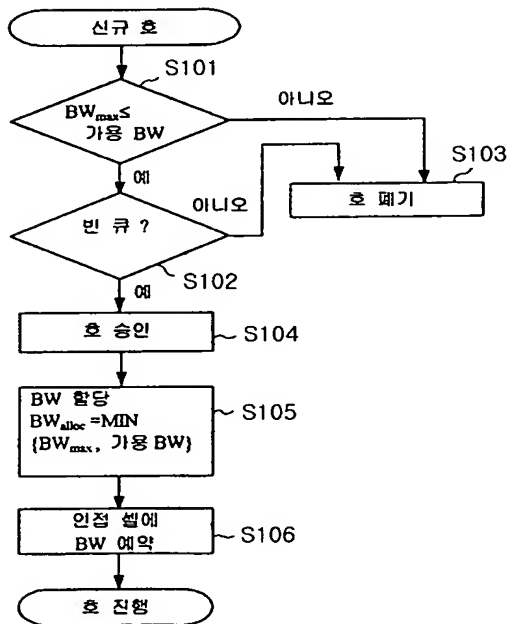 신규 호
S101
BWmax≤
가용 BW
아니오
예
S103
호 폐기
빈 큐 ?
아니오
S102
예
호 승인
S104
BW 할당
BWalloc =MIN
{BWmax, 가용 BW}
S105
인접 셀에
BW 예약
S106
호 진행